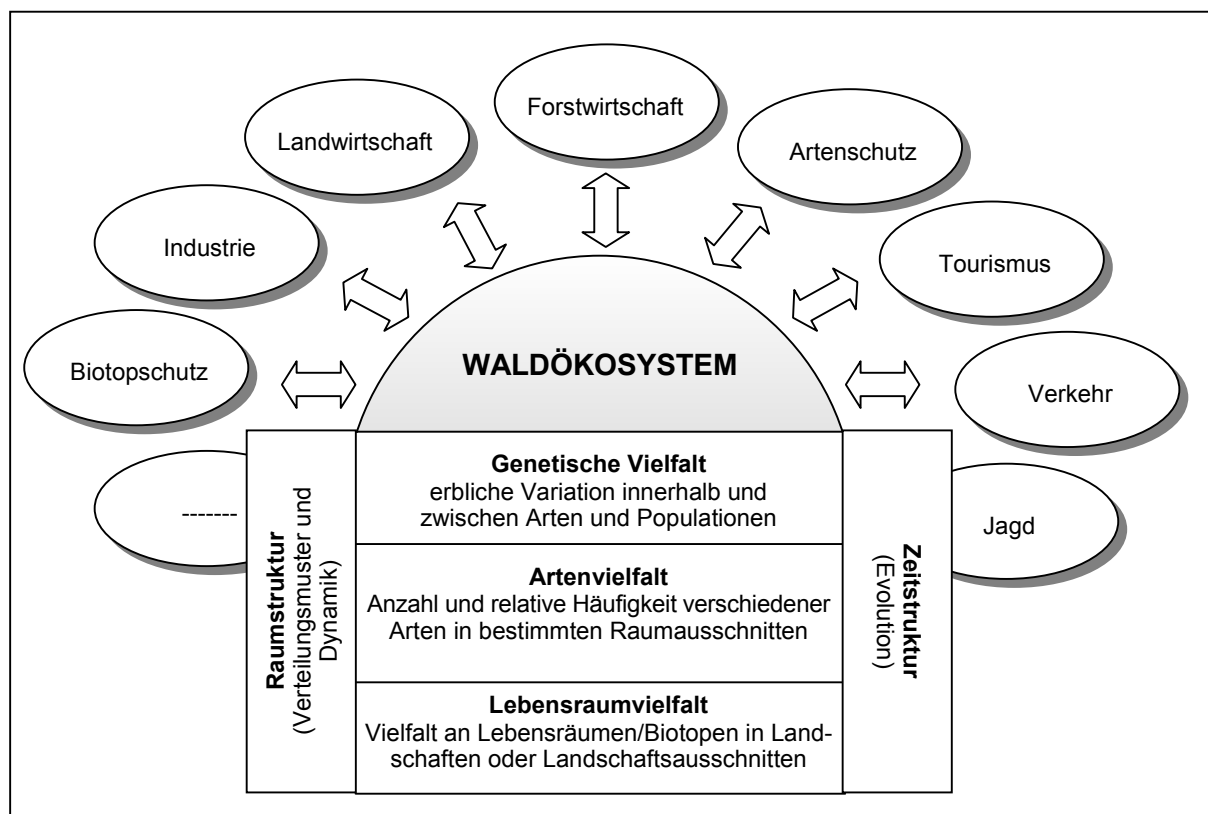 Forstwirtschaft
Landwirtschaft
Artenschutz
Industrie
Tourismus
Biotopschutz
WALDÖKOSYSTEM
Verkehr
-------
Jagd
Raumstruktur
(Verteilungsmuster und
Dynamik)
Genetische Vielfalt
erbliche Variation innerhalb und
zwischen Arten und Populationen
Artenvielfalt
Anzahl und relative Häufigkeit verschiedener
Arten in bestimmten Raumausschnitten
Lebensraumvielfalt
Vielfalt an Lebensräumen/Biotopen in Land-
schaften oder Landschaftsausschnitten
Zeitstruktur
(Evolution)